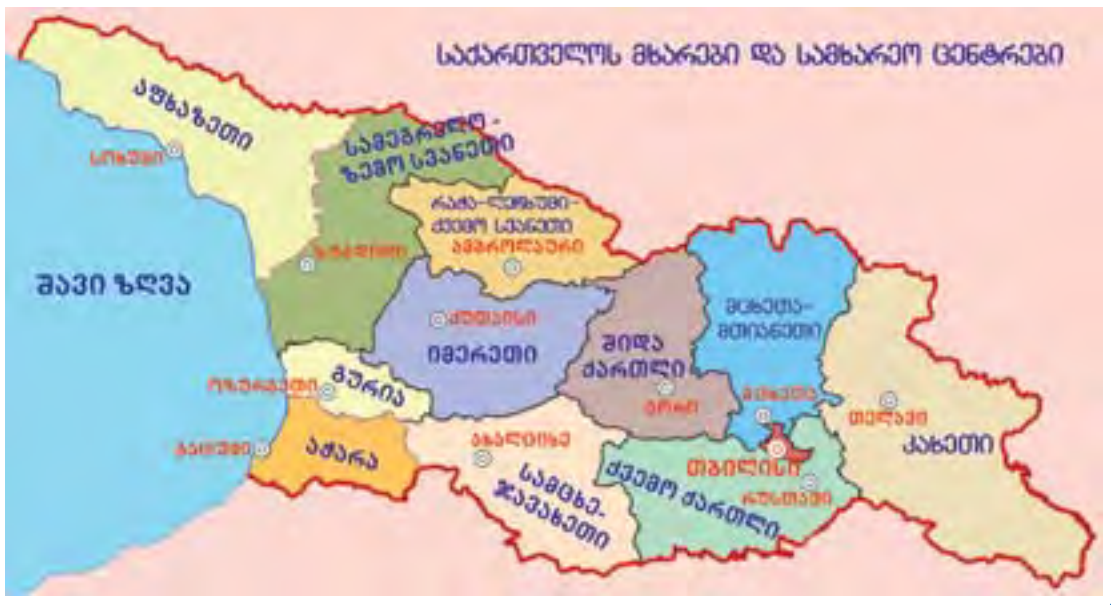 საქართველოს მხარეები და სამხარეო ცენტრები
აფხაზეთი
სოხუმი
სამეგრელო -
ზემო სვანეთი
რაჭა-ლეჩხუმი-
ქვემო სვანეთი
ამბროლაური
ზუგდიდი
შავი ზღვა
ქუთაისი
იმერეთი
შიდა
ქართლი
გორი
მცხეთა-
მთიანეთი
მცხეთა
ოზურგეთი
გურია
ბათუმი
აჭარა
ახალციხე
სამცხე-
ჯავახეთი
თბილისი
რუსთავი
ქვემო ქართლი
თელავი
კახეთი